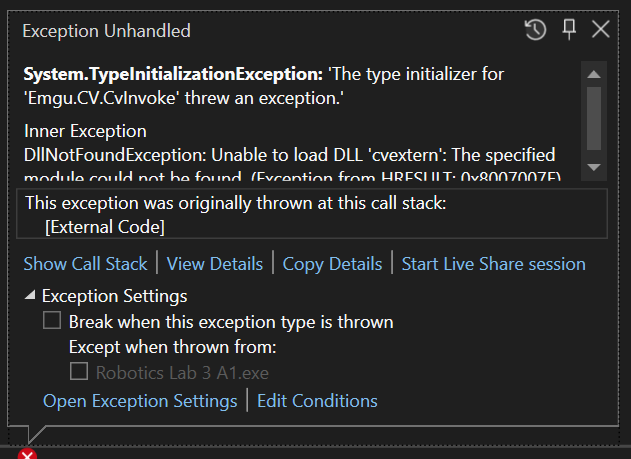 Exception Unhandled
System.TypeInitializationException: 'The type initializer for
'Emgu.CV.CvInvoke' threw an exception.'
Inner Exception
DllNotFoundException: Unable to load DLL 'cvextern': The specified
module could not be found. (Exception from HRESULT: 0x8007007E)
This exception was originally thrown at this call stack:
[External Code]
Show Call Stack | View Details | Copy Details | Start Live Share session
Exception Settings
Break when this exception type is thrown
Except when thrown from:
Robotics Lab 3 A1.exe
Open Exception Settings | Edit Conditions